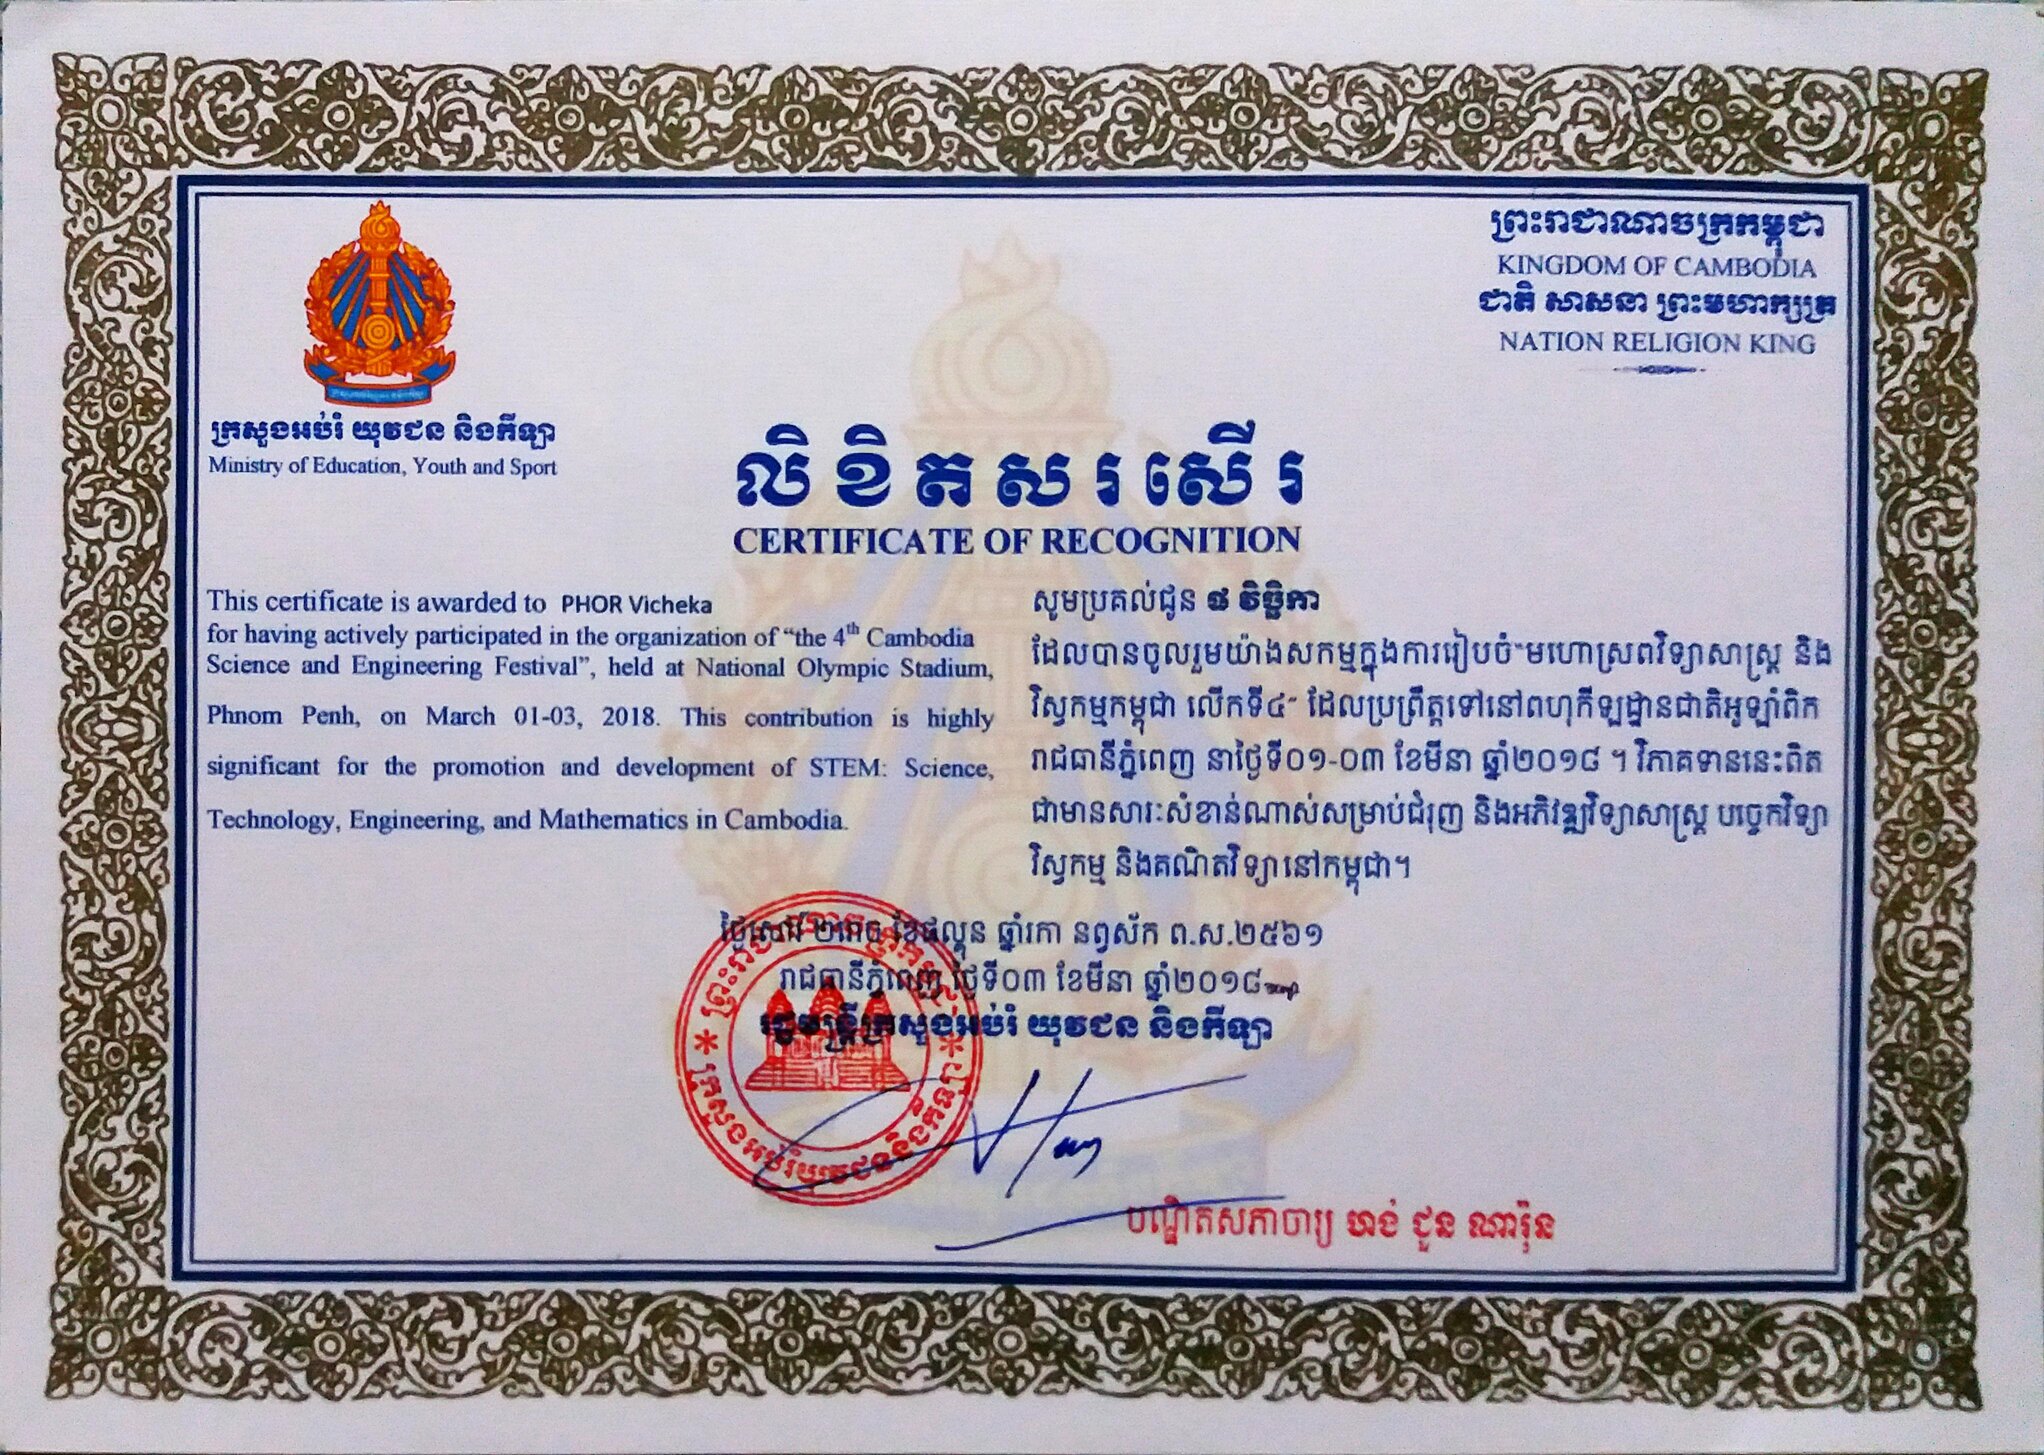 ព្រះរាជាណាចក្រកម្ពុជា
KINGDOM OF CAMBODIA
ជាតិ សាសនា ព្រះមហាក្សត្រ
NATION RELIGION KING
ក្រសួងអប់រំ យុវជន និងកីឡា
Ministry of Education, Youth and Sport
លិខិតសរសើរ
CERTIFICATE OF RECOGNITION
This certificate is awarded to PHOR Vicheka
for having actively participated in the organization of “the 4th Cambodia
Science and Engineering Festival”, held at National Olympic Stadium,
Phnom Penh, on March 01-03, 2018. This contribution is highly
significant for the promotion and development of STEM: Science,
Technology, Engineering, and Mathematics in Cambodia.
សូមប្រគល់ជូន ផ វិច្ឆិកា
ដែលបានចូលរួមយ៉ាងសកម្មក្នុងការរៀបចំ“មហោស្រពវិទ្យាសាស្ត្រ និង
វិស្វកម្មកម្ពុជា លើកទី៤” ដែលប្រព្រឹត្តទៅនៅពហុកីឡដ្ឋានជាតិអូឡាំពិក
រាជធានីភ្នំពេញ នាថ្ងៃទី០១-០៣ ខែមីនា ឆ្នាំ២០១៨ ។ វិភាគទាននេះពិត
ជាមានសារៈសំខាន់ណាស់សម្រាប់ជំរុញ និងអភិវឌ្ឍវិទ្យាសាស្ត្រ បច្ចេកវិទ្យា
វិស្វកម្ម និងគណិតវិទ្យានៅកម្ពុជា។
ថ្ងៃសៅរ៍ ២រោច ខែផល្គុន ឆ្នាំរកា នព្វស័ក ព.ស.២៥៦១
រាជធានីភ្នំពេញ ថ្ងៃទី០៣ ខែមីនា ឆ្នាំ២០១៨
រដ្ឋមន្ត្រីក្រសួងអប់រំ យុវជន និងកីឡា
ព្រះរាជាណាចក្រកម្ពុជា
ក្រសួងអប់រំយុវជននិងកីឡា
បណ្ឌិតសភាចារ្យ ហង់ ជួន ណារ៉ុន